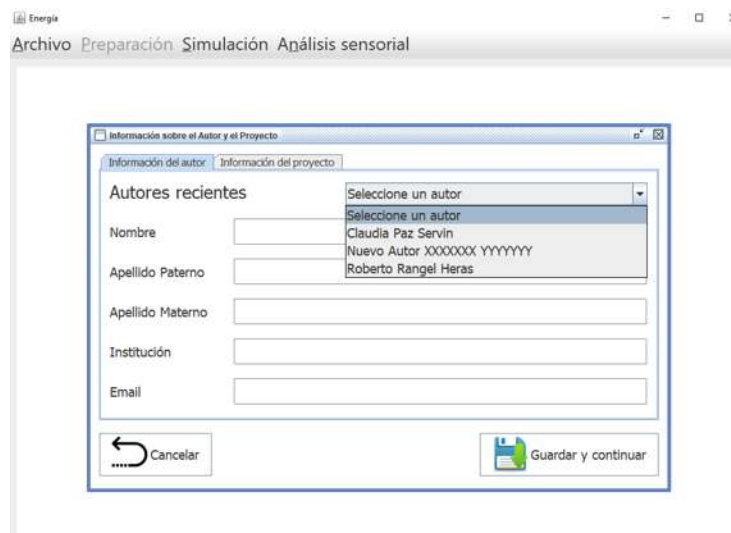 Energía
Archivo Preparación Simulación Análisis sensorial
Información sobre el Autor y el Proyecto
Información del autor Información del proyecto
Autores recientes Seleccione un autor
Seleccione un autor
Nombre Claudia Paz Servin
Nuevo Autor XXXXXXX YYYYYYY
Apellido Paterno Roberto Rangel Heras
Apellido Materno
Institución
Email
Cancelar Guardar y continuar